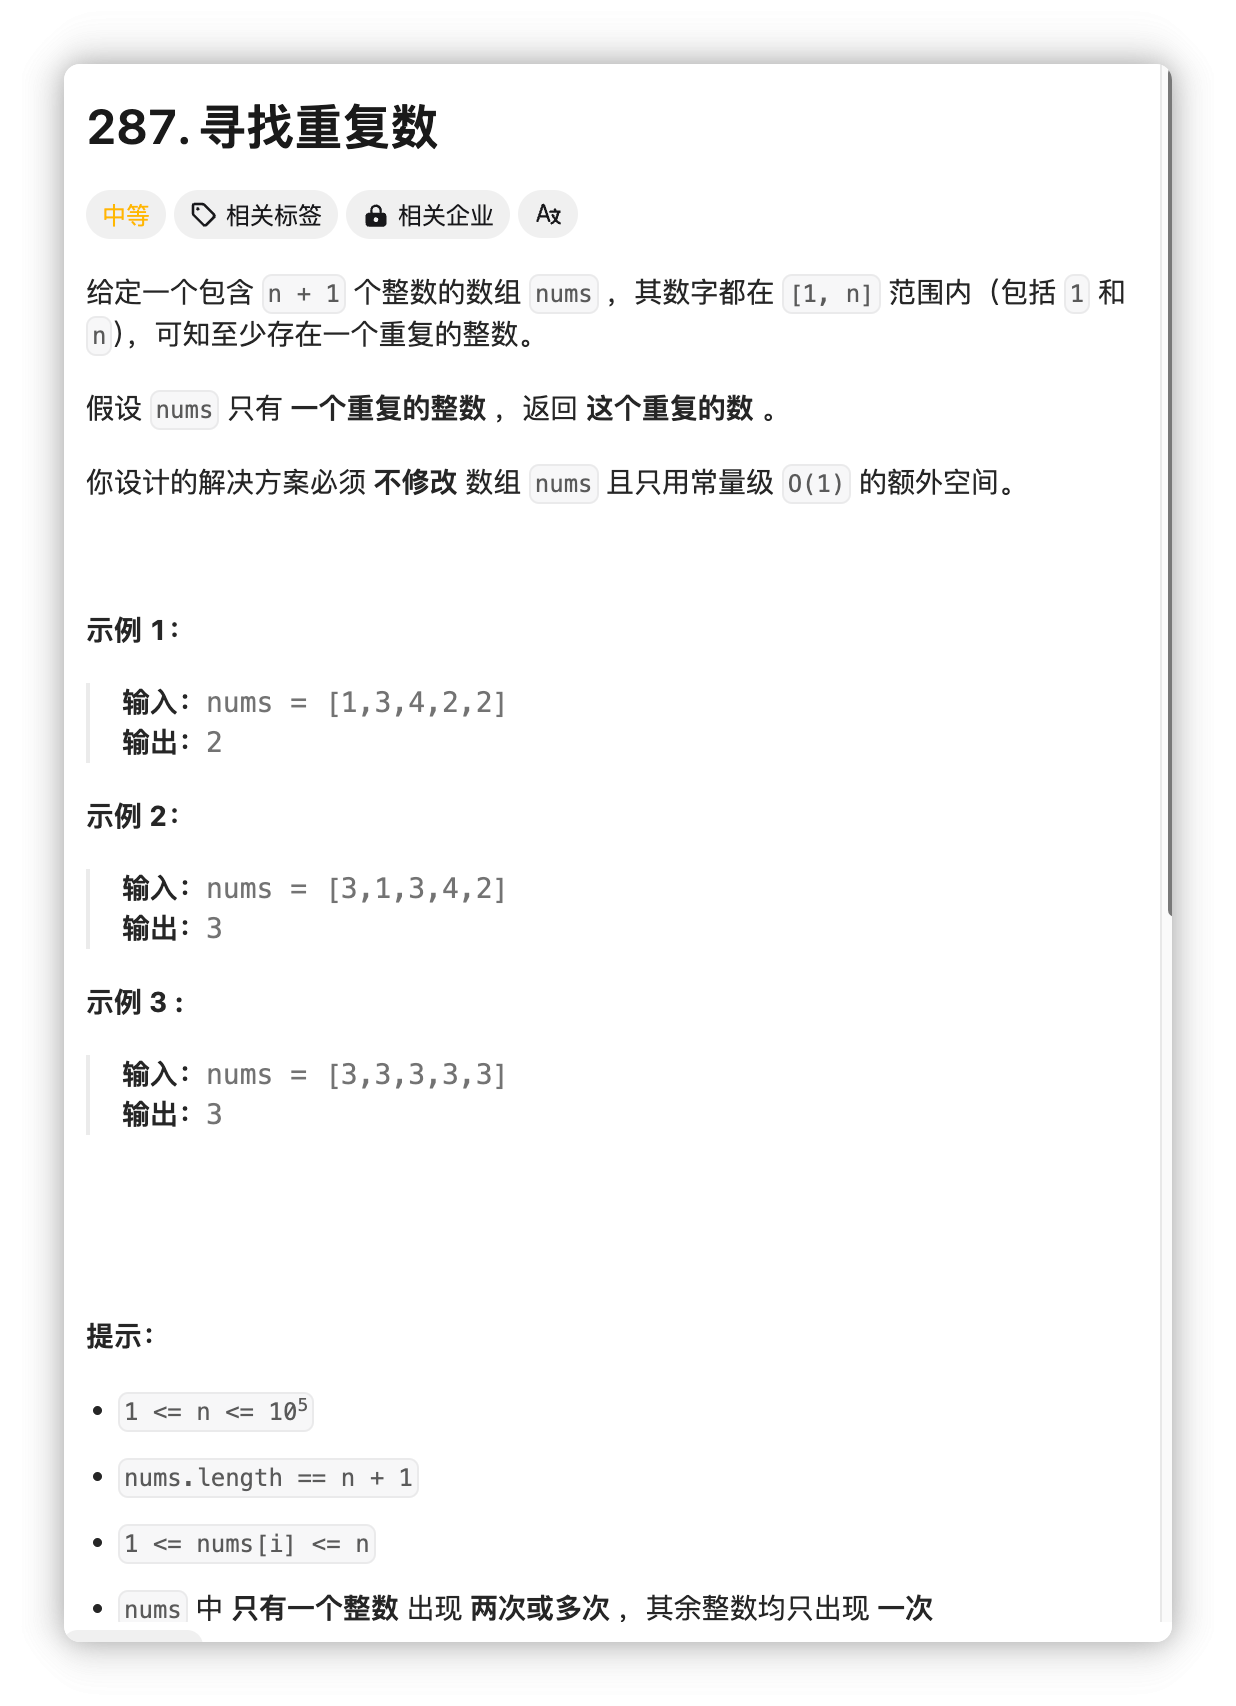 287. 寻找重复数
中等 相关标签 相关企业
给定一个包含 n + 1 个整数的数组 nums ，其数字都在 [1, n] 范围内（包括 1 和
n），可知至少存在一个重复的整数。
假设 nums 只有 一个重复的整数 ，返回 这个重复的数 。
你设计的解决方案必须 不修改 数组 nums 且只用常量级 O(1) 的额外空间。
示例 1：
输入：nums = [1,3,4,2,2]
输出：2
示例 2：
输入：nums = [3,1,3,4,2]
输出：3
示例 3 :
输入：nums = [3,3,3,3,3]
输出：3
提示：
1 <= n <= 10⁵
nums.length == n + 1
1 <= nums[i] <= n
nums 中 只有一个整数 出现 两次或多次 ，其余整数均只出现 一次